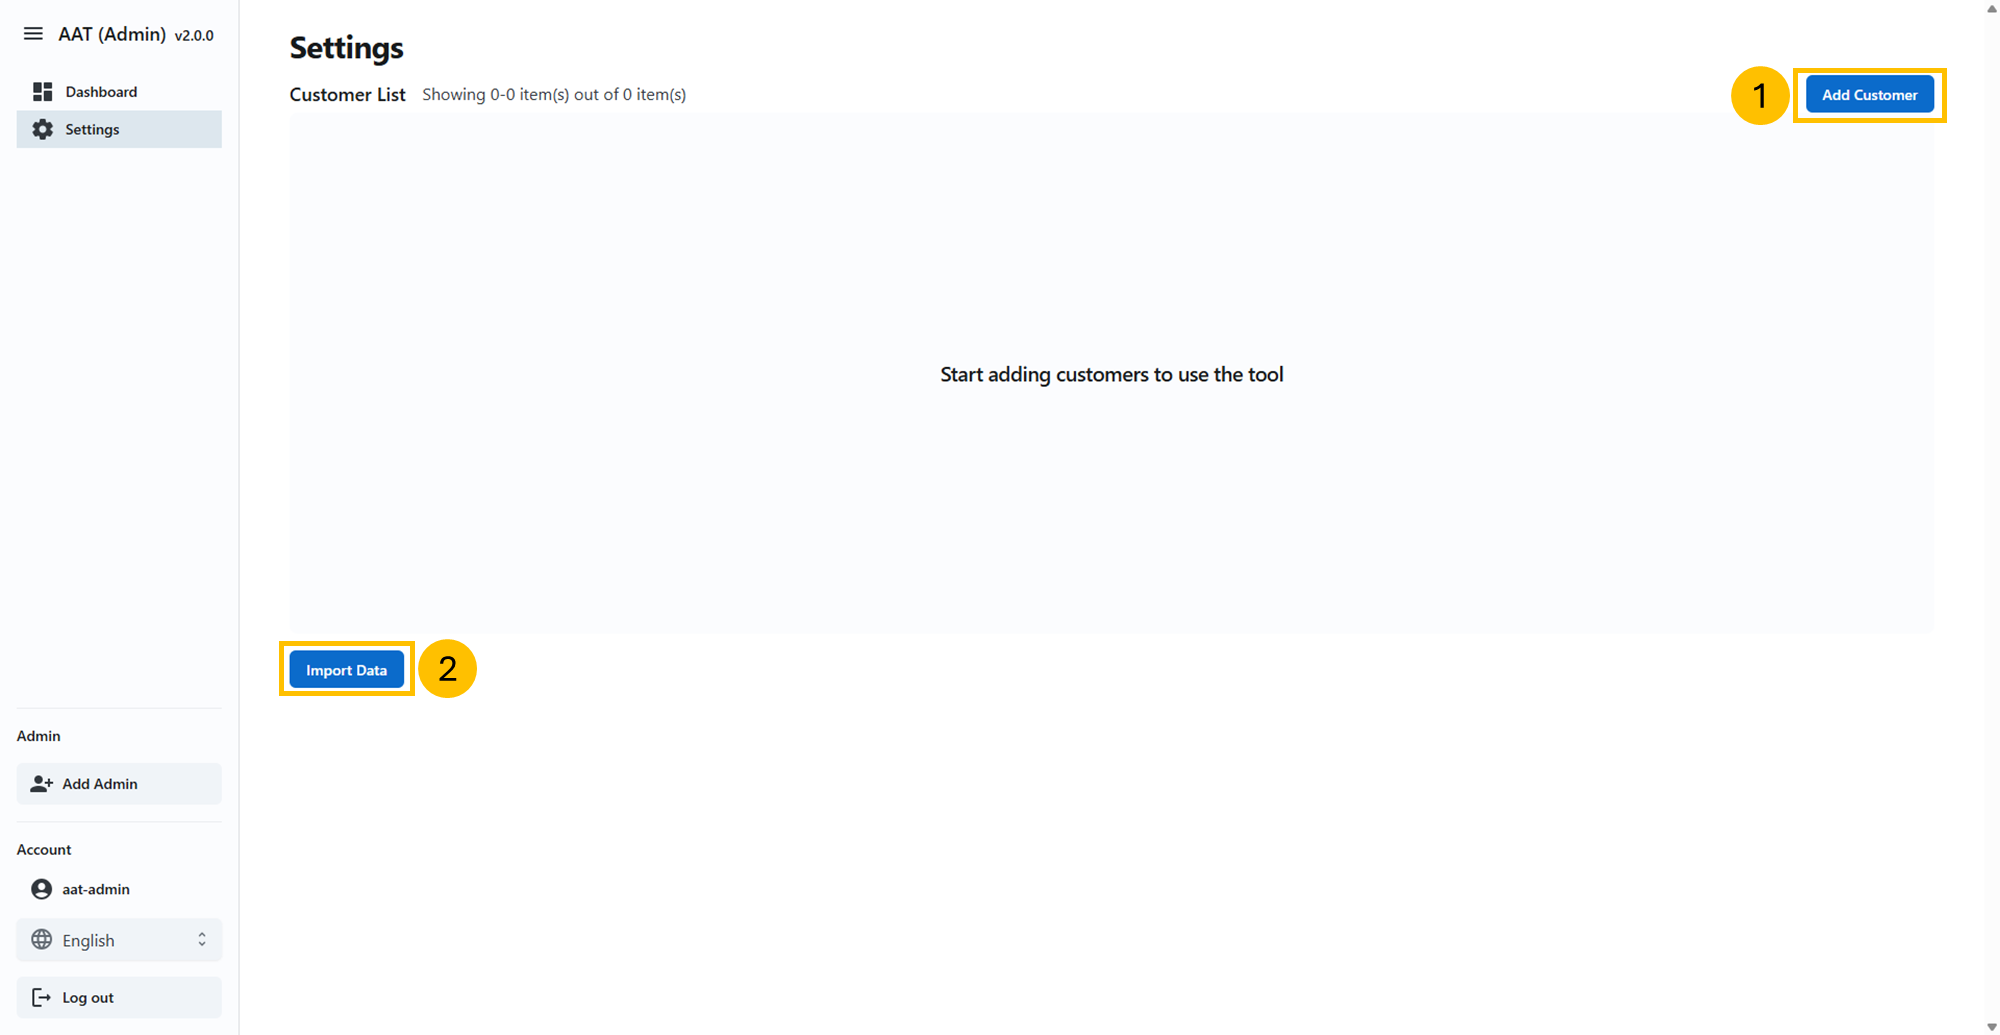 AAT (Admin) v2.0.0
Dashboard
Settings
Admin
Add Admin
Account
aat-admin
English
Log out
Settings
Customer List Showing 0-0 item(s) out of 0 item(s)
1
Add Customer
Start adding customers to use the tool
Import Data
2